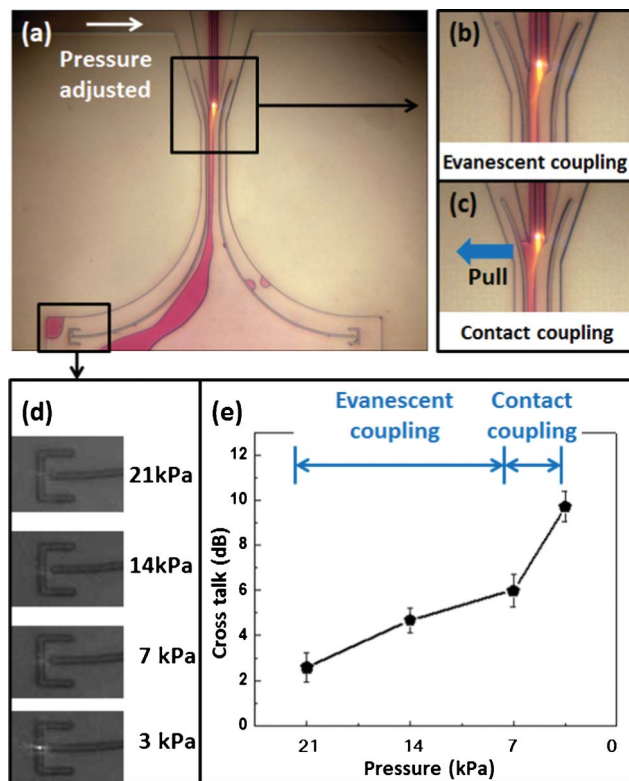 (a)
Pressure
adjusted
(b)
Evanescent coupling
(c)
Pull
Contact coupling
(d)
21kPa
14kPa
7 kPa
3 kPa
(e)
Evanescent
coupling
Contact
coupling
12
10
8
6
4
2
0
Cross talk (dB)
21
14
7
0
Pressure (kPa)